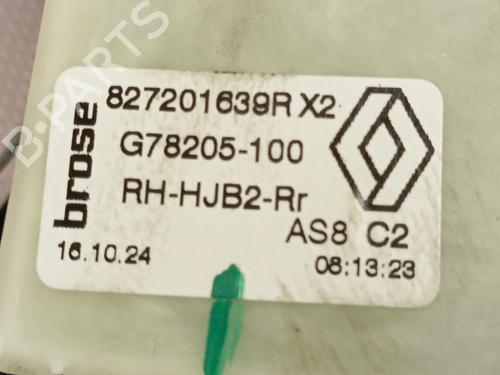 B-PARTS
brose
827201639R X2
G78205-100
RH-HJB2-Rr
AS8 C2
16.10.24
08:13:23